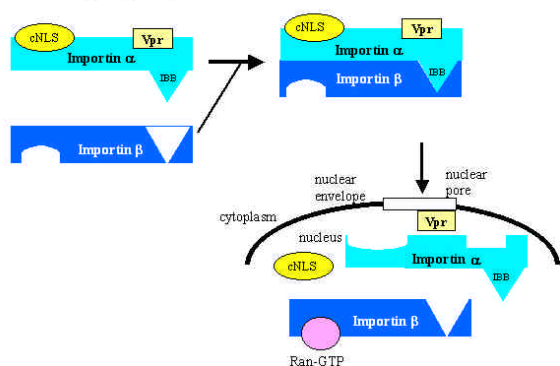 cNLS
Vpr
Importin α
IBB
Importin β
cNLS
Vpr
Importin α
IBB
Importin β
nuclear
envelope
nuclear
pore
cytoplasm
Vpr
nucleus
cNLS
Importin α
IBB
Importin β
Ran-GTP